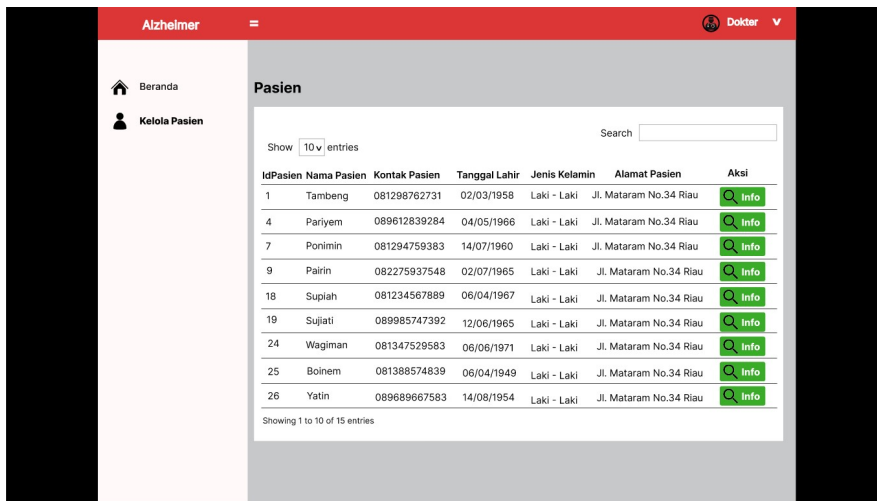 Alzheimer = Dokter v
Beranda
Kelola Pasien
Pasien
Search
Show 10 v entries
IdPasien Nama Pasien Kontak Pasien Tanggal Lahir Jenis Kelamin Alamat Pasien Aksi
1 Tambeng 081298762731 02/03/1958 Laki - Laki Jl. Mataram No.34 Riau Info
4 Pariyem 089612839284 04/05/1966 Laki - Laki Jl. Mataram No.34 Riau Info
7 Ponimin 081294759383 14/07/1960 Laki - Laki Jl. Mataram No.34 Riau Info
9 Pairin 082275937548 02/07/1965 Laki - Laki Jl. Mataram No.34 Riau Info
18 Supiah 081234567889 06/04/1967 Laki - Laki Jl. Mataram No.34 Riau Info
19 Sujiati 089985747392 12/06/1965 Laki - Laki Jl. Mataram No.34 Riau Info
24 Wagiman 081347529583 06/06/1971 Laki - Laki Jl. Mataram No.34 Riau Info
25 Boinem 081388574839 06/04/1949 Laki - Laki Jl. Mataram No.34 Riau Info
26 Yatin 089689667583 14/08/1954 Laki - Laki Jl. Mataram No.34 Riau Info
Showing 1 to 10 of 15 entries